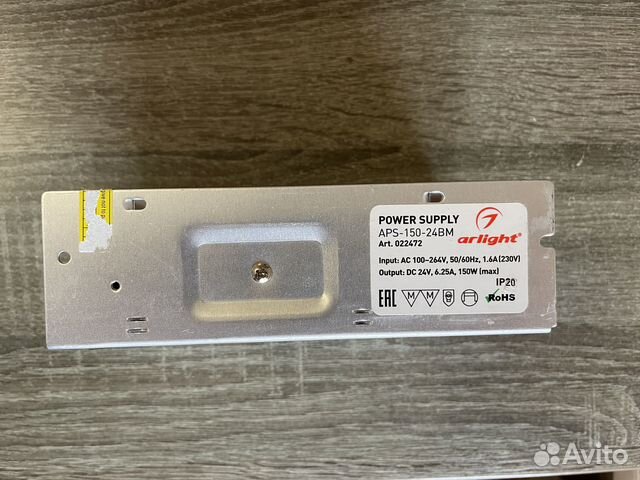 POWER SUPPLY
APS-150-24BM
Art. 022472
arlight®
Input: AC 100-264V, 50/60Hz, 1.6A(230V)
Output: DC 24V, 6.25A, 150W (max)
IP20
EAC M M RoHS
Avito